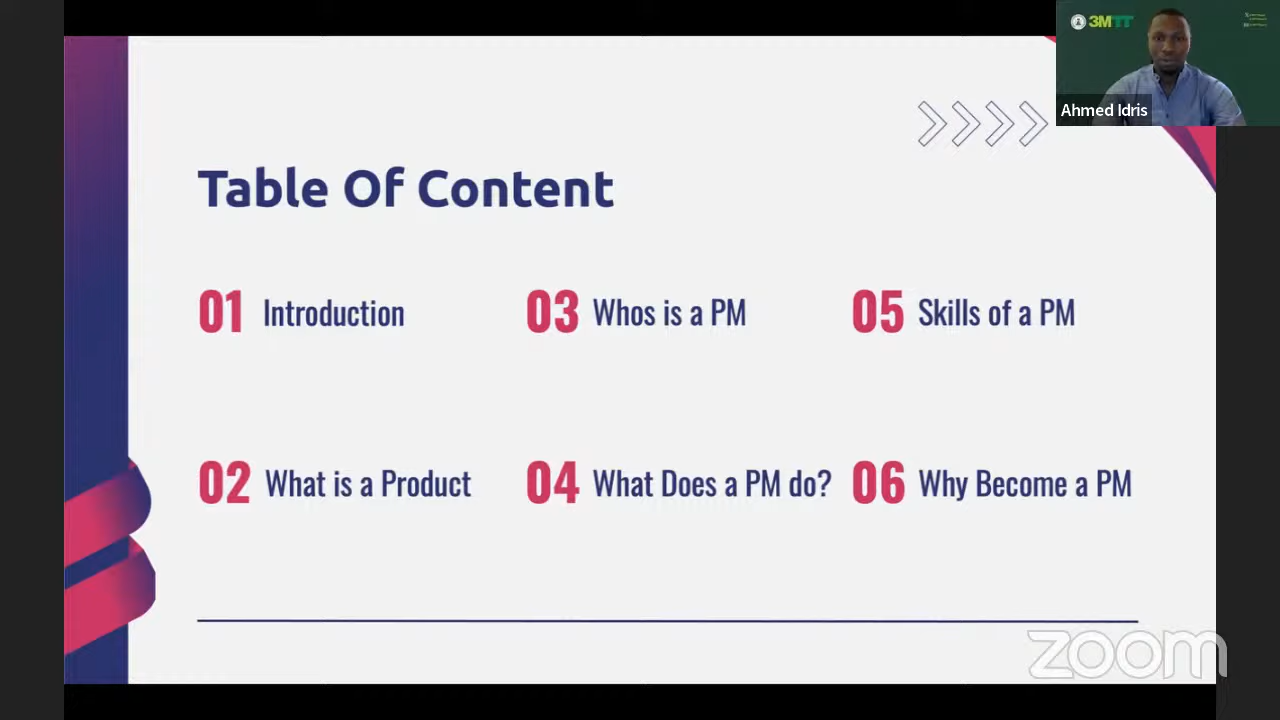 3MTT
Ahmed Idris
Table Of Content
01 Introduction
03 Whos is a PM
05 Skills of a PM
02 What is a Product
04 What Does a PM do?
06 Why Become a PM
zoom